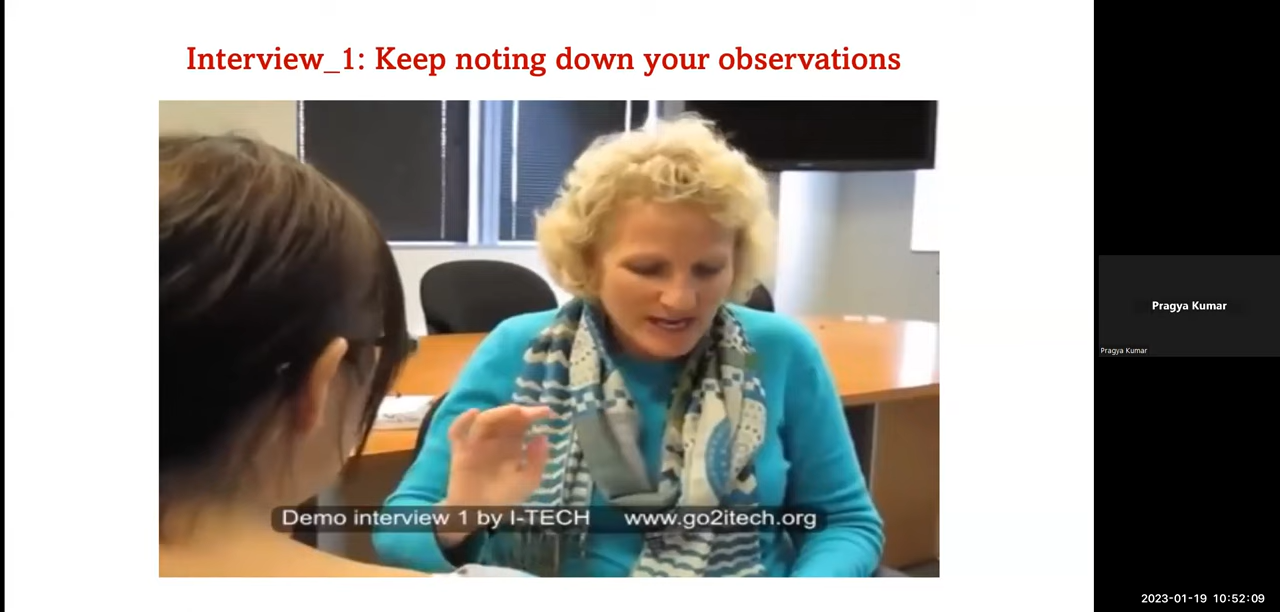 Interview_1: Keep noting down your observations
Demo interview 1 by I-TECH www.go2itech.org
Pragya Kumar
Pragya Kumar
2023-01-19 10:52:09